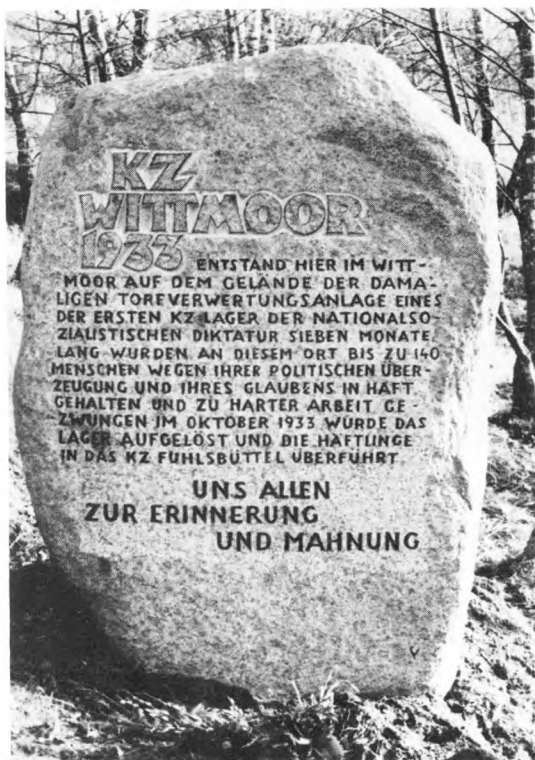 KZ
WITTMOOR
1933 ENTSTAND HIER IM WITT-
MOOR AUF DEM GELÄNDE DER DAMA-
LIGEN TORFVERWERTUNGSANLAGE EINES
DER ERSTEN KZ-LAGER DER NATIONALSO-
ZIALISTISCHEN DIKTATUR SIEBEN MONATE
LANG WURDEN AN DIESEM ORT BIS ZU 140
MENSCHEN WEGEN IHRER POLITISCHEN ÜBER-
ZEUGUNG UND IHRES GLAUBENS IN HAFT
GEHALTEN UND ZU HARTER ARBEIT GE-
ZWUNGEN IM OKTOBER 1933 WURDE DAS
LAGER AUFGELÖST UND DIE HÄFTLINGE
IN DAS KZ FUHLSBÜTTEL ÜBERFÜHRT
UNS ALLEN
ZUR ERINNERUNG
UND MAHNUNG